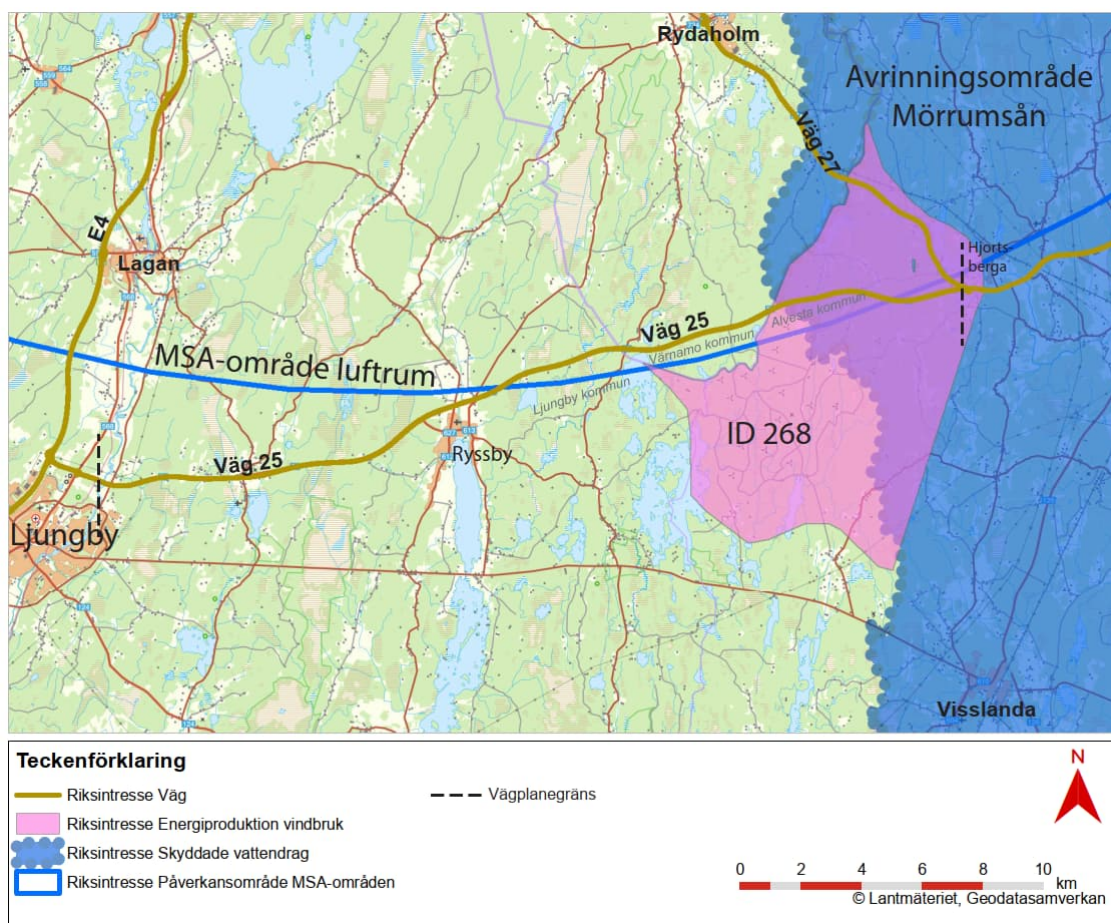 Rydaholm
Avrinningsområde
Mörrumsån
Väg 27
E4
Lagan
Hjorts-
berga
Alvesta kommun
Väg 25
Värnamo kommun
MSA-område luftrum
Ljungby kommun
ID 268
Ryssby
Väg 25
Ljungby
124
Visslanda
Teckenförklaring
Riksintresse Väg
Vägplanegräns
Riksintresse Energiproduktion vindbruk
Riksintresse Skyddade vattendrag
Riksintresse Påverkansområde MSA-områden
N
0 2 4 6 8 10
km
© Lantmäteriet, Geodatasamverkan